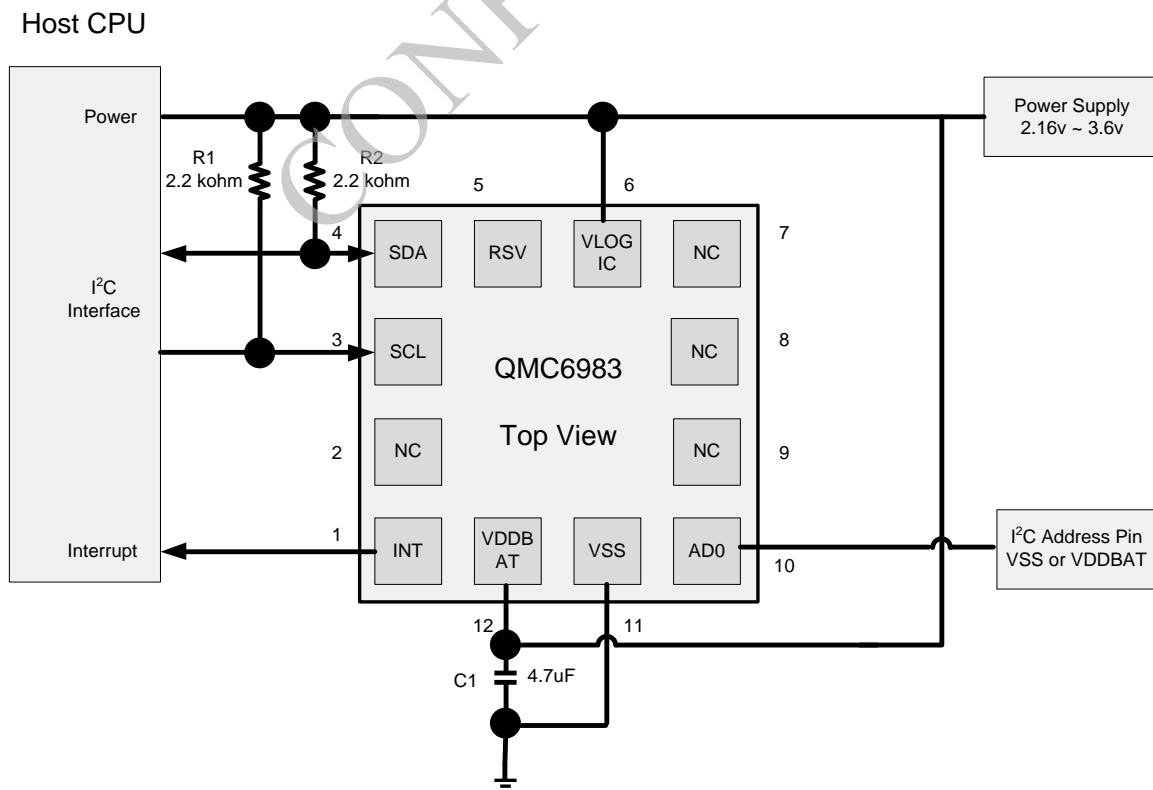 Host CPU
Power
R1
2.2 kohm
R2
2.2 kohm
Power Supply
2.16v ~ 3.6v
5
6
4
SDA
RSV
VLOG
IC
NC
7
I²C
Interface
3
SCL
NC
8
QMC6983
Top View
2
NC
NC
9
1
Interrupt
INT
VDDB
AT
VSS
AD0
10
I²C Address Pin
VSS or VDDBAT
12
11
C1
4.7uF